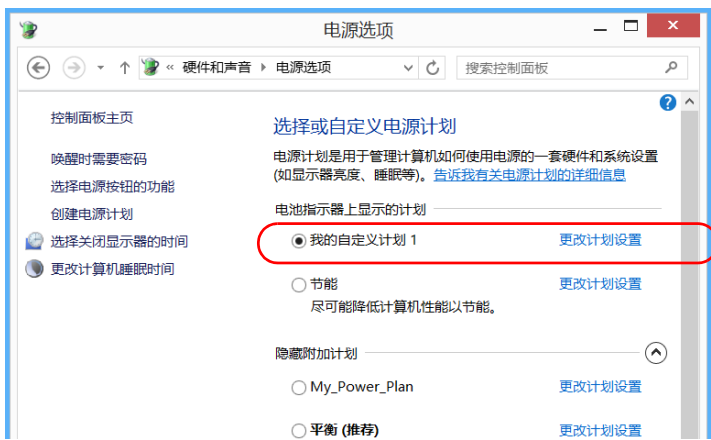 电源选项
« 硬件和声音 ▸ 电源选项
搜索控制面板
控制面板主页
唤醒时需要密码
选择电源按钮的功能
创建电源计划
选择关闭显示器的时间
更改计算机睡眠时间
选择或自定义电源计划
电源计划是用于管理计算机如何使用电源的一套硬件和系统设置
(如显示器亮度、睡眠等)。告诉我有关电源计划的详细信息
电池指示器上显示的计划
我的自定义计划 1 更改计划设置
节能 更改计划设置
尽可能降低计算机性能以节能。
隐藏附加计划
My_Power_Plan 更改计划设置
平衡 (推荐) 更改计划设置